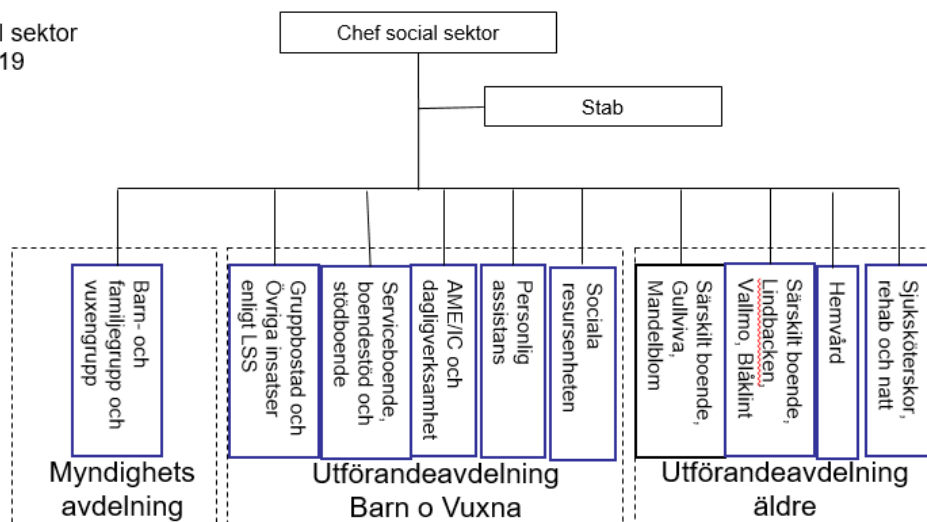 l sektor
19
Chef social sektor
Stab
Barn- och
familjegrupp och
vuxengrupp
Gruppbostad och
Övriga insatser
enligt LSS
Serviceboende,
boendestöd och
stödboende
AME/IC och
dagligverksamhet
Personlig
assistans
Sociala
resursenheten
Särskilt boende,
Gullviva,
Mandelblom
Särskilt boende,
Lindbacken,
Vallmo, Blåklint
Hemvård
Sjuksköterskor,
rehab och natt
Myndighets
avdelning
Utförandeavdelning
Barn o Vuxna
Utförandeavdelning
äldre